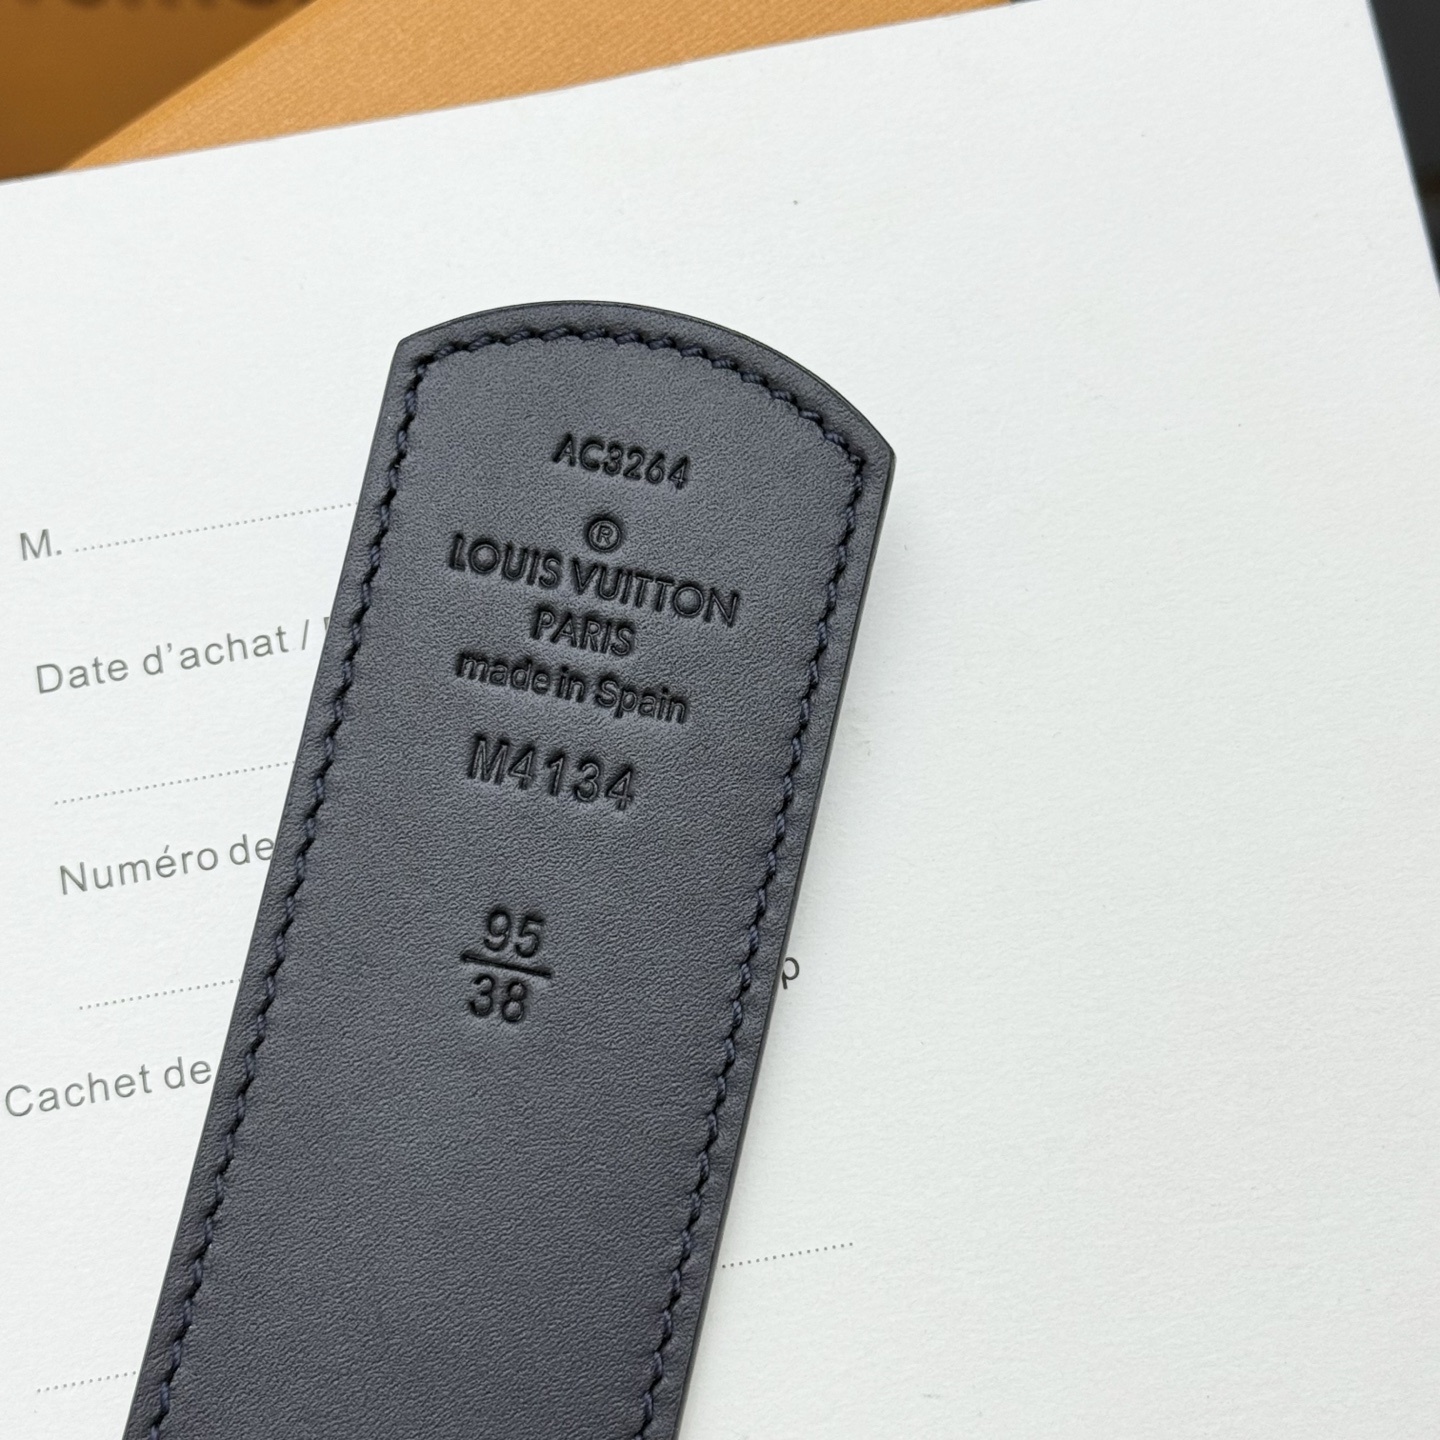 AC3264
®
LOUIS VUITTON
PARIS
made in Spain
M4134
95
38
M.
Date d'achat /
Numéro de
Cachet de
p